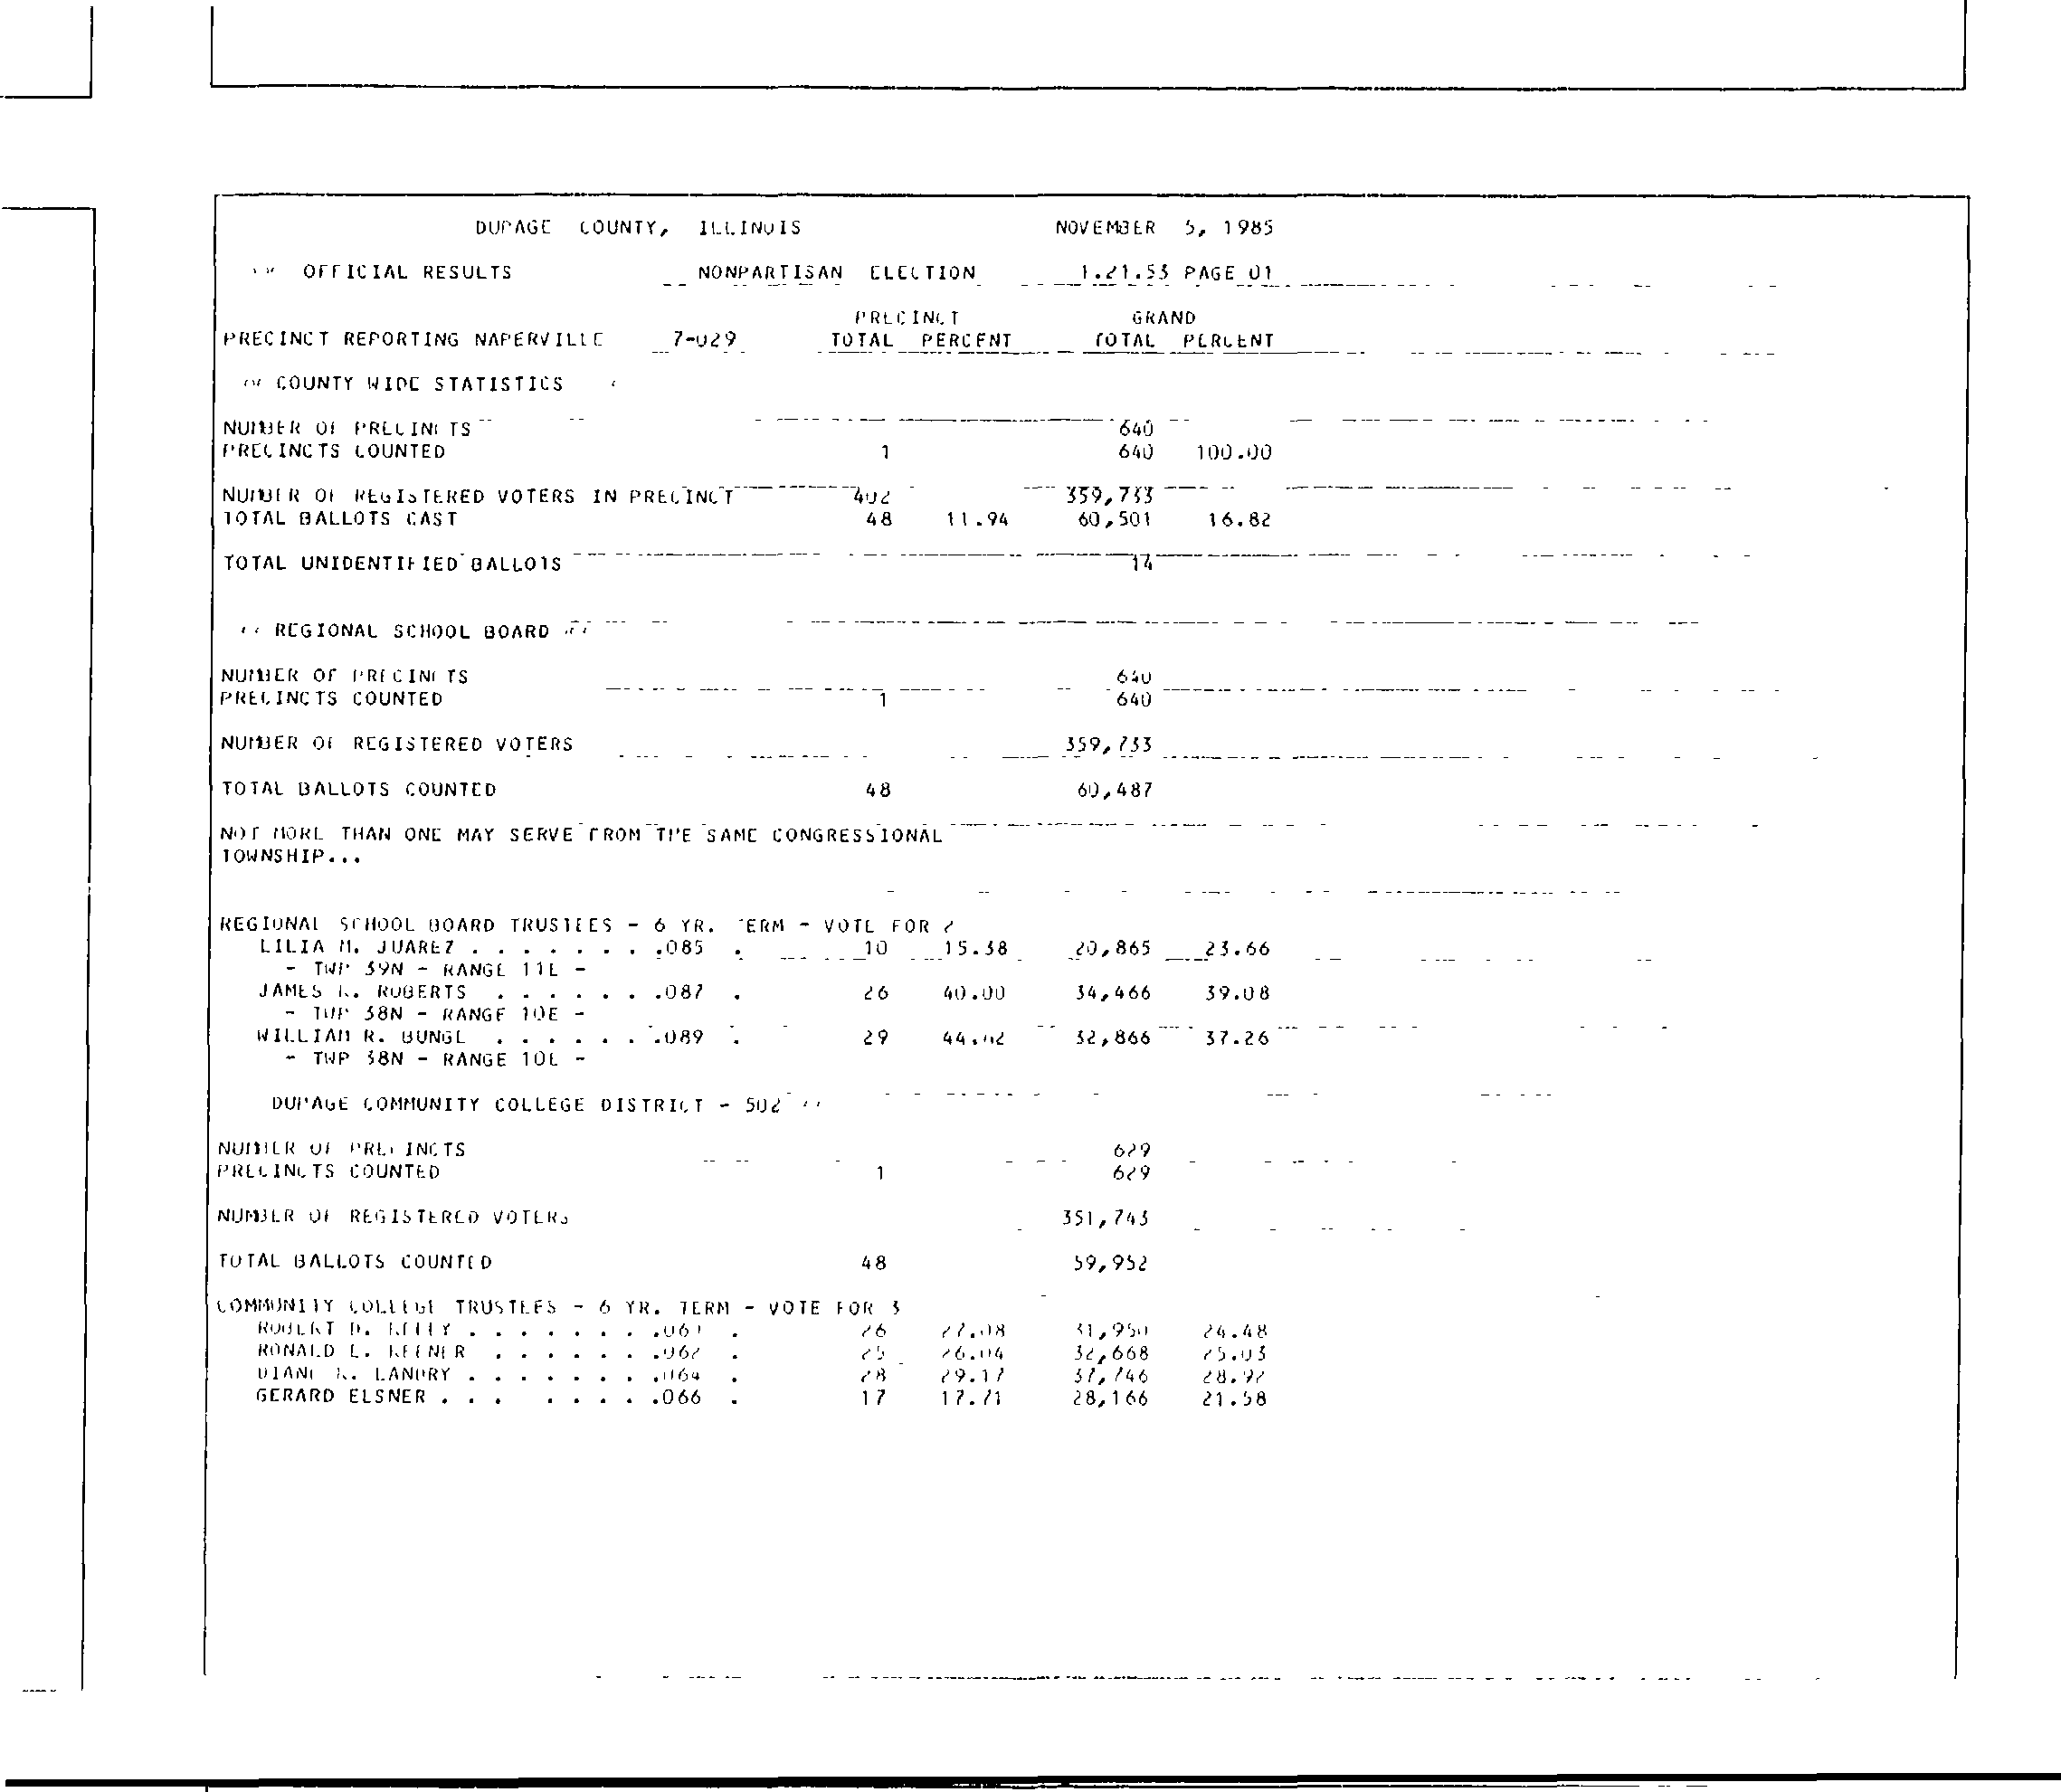 DUPAGE COUNTY, ILLINOIS NOVEMBER 5, 1985
OFFICIAL RESULTS NONPARTISAN ELECTION 1.21.53 PAGE 01
PRECINCT GRAND
PRECINCT REPORTING NAPERVILLE 7-029 TOTAL PERCENT TOTAL PERCENT
COUNTY WIDE STATISTICS
NUMBER OF PRECINCTS 640
PRECINCTS COUNTED 1 640 100.00
NUMBER OF REGISTERED VOTERS IN PRECINCT 402 359,733
TOTAL BALLOTS CAST 48 11.94 60,501 16.82
TOTAL UNIDENTIFIED BALLOTS 14
REGIONAL SCHOOL BOARD
NUMBER OF PRECINCTS 640
PRECINCTS COUNTED 1 640
NUMBER OF REGISTERED VOTERS 359,733
TOTAL BALLOTS COUNTED 48 60,487
NOT MORE THAN ONE MAY SERVE FROM THE SAME CONGRESSIONAL
TOWNSHIP...
REGIONAL SCHOOL BOARD TRUSTEES - 6 YR. TERM - VOTE FOR 2
LILIA M. JUAREZ . . . . . . . .085 . 10 15.38 20,865 23.66
- TWP 39N - RANGE 11E -
JAMES ROBERTS . . . . . . .087 . 26 40.00 34,466 39.08
- TWP 38N - RANGE 10E -
WILLIAM R. BUNGE . . . . . . .089 . 29 44.62 32,866 37.26
- TWP 38N - RANGE 10E -
DUPAGE COMMUNITY COLLEGE DISTRICT - 502
NUMBER OF PRECINCTS 629
PRECINCTS COUNTED 1 629
NUMBER OF REGISTERED VOTERS 351,743
TOTAL BALLOTS COUNTED 48 59,952
COMMUNITY COLLEGE TRUSTEES - 6 YR. TERM - VOTE FOR 3
ROBERT KELLY . . . . . . . .061 . 26 27.08 31,950 24.48
RONALD E. KEENER . . . . . . .062 . 25 26.04 32,668 25.03
DIANE K. LANDRY . . . . . . . .064 . 28 29.17 37,746 28.92
GERARD ELSNER . . . . . . . .066 . 17 17.71 28,166 21.58